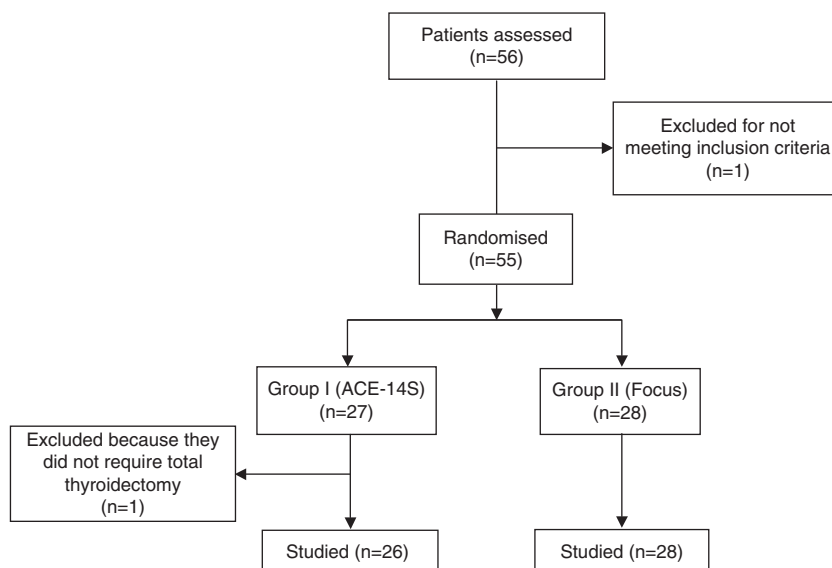 Patients assessed
(n=56)
Excluded for not
meeting inclusion criteria
(n=1)
Randomised
(n=55)
Group I (ACE-14S)
(n=27)
Group II (Focus)
(n=28)
Excluded because they
did not require total
thyroidectomy
(n=1)
Studied (n=26)
Studied (n=28)